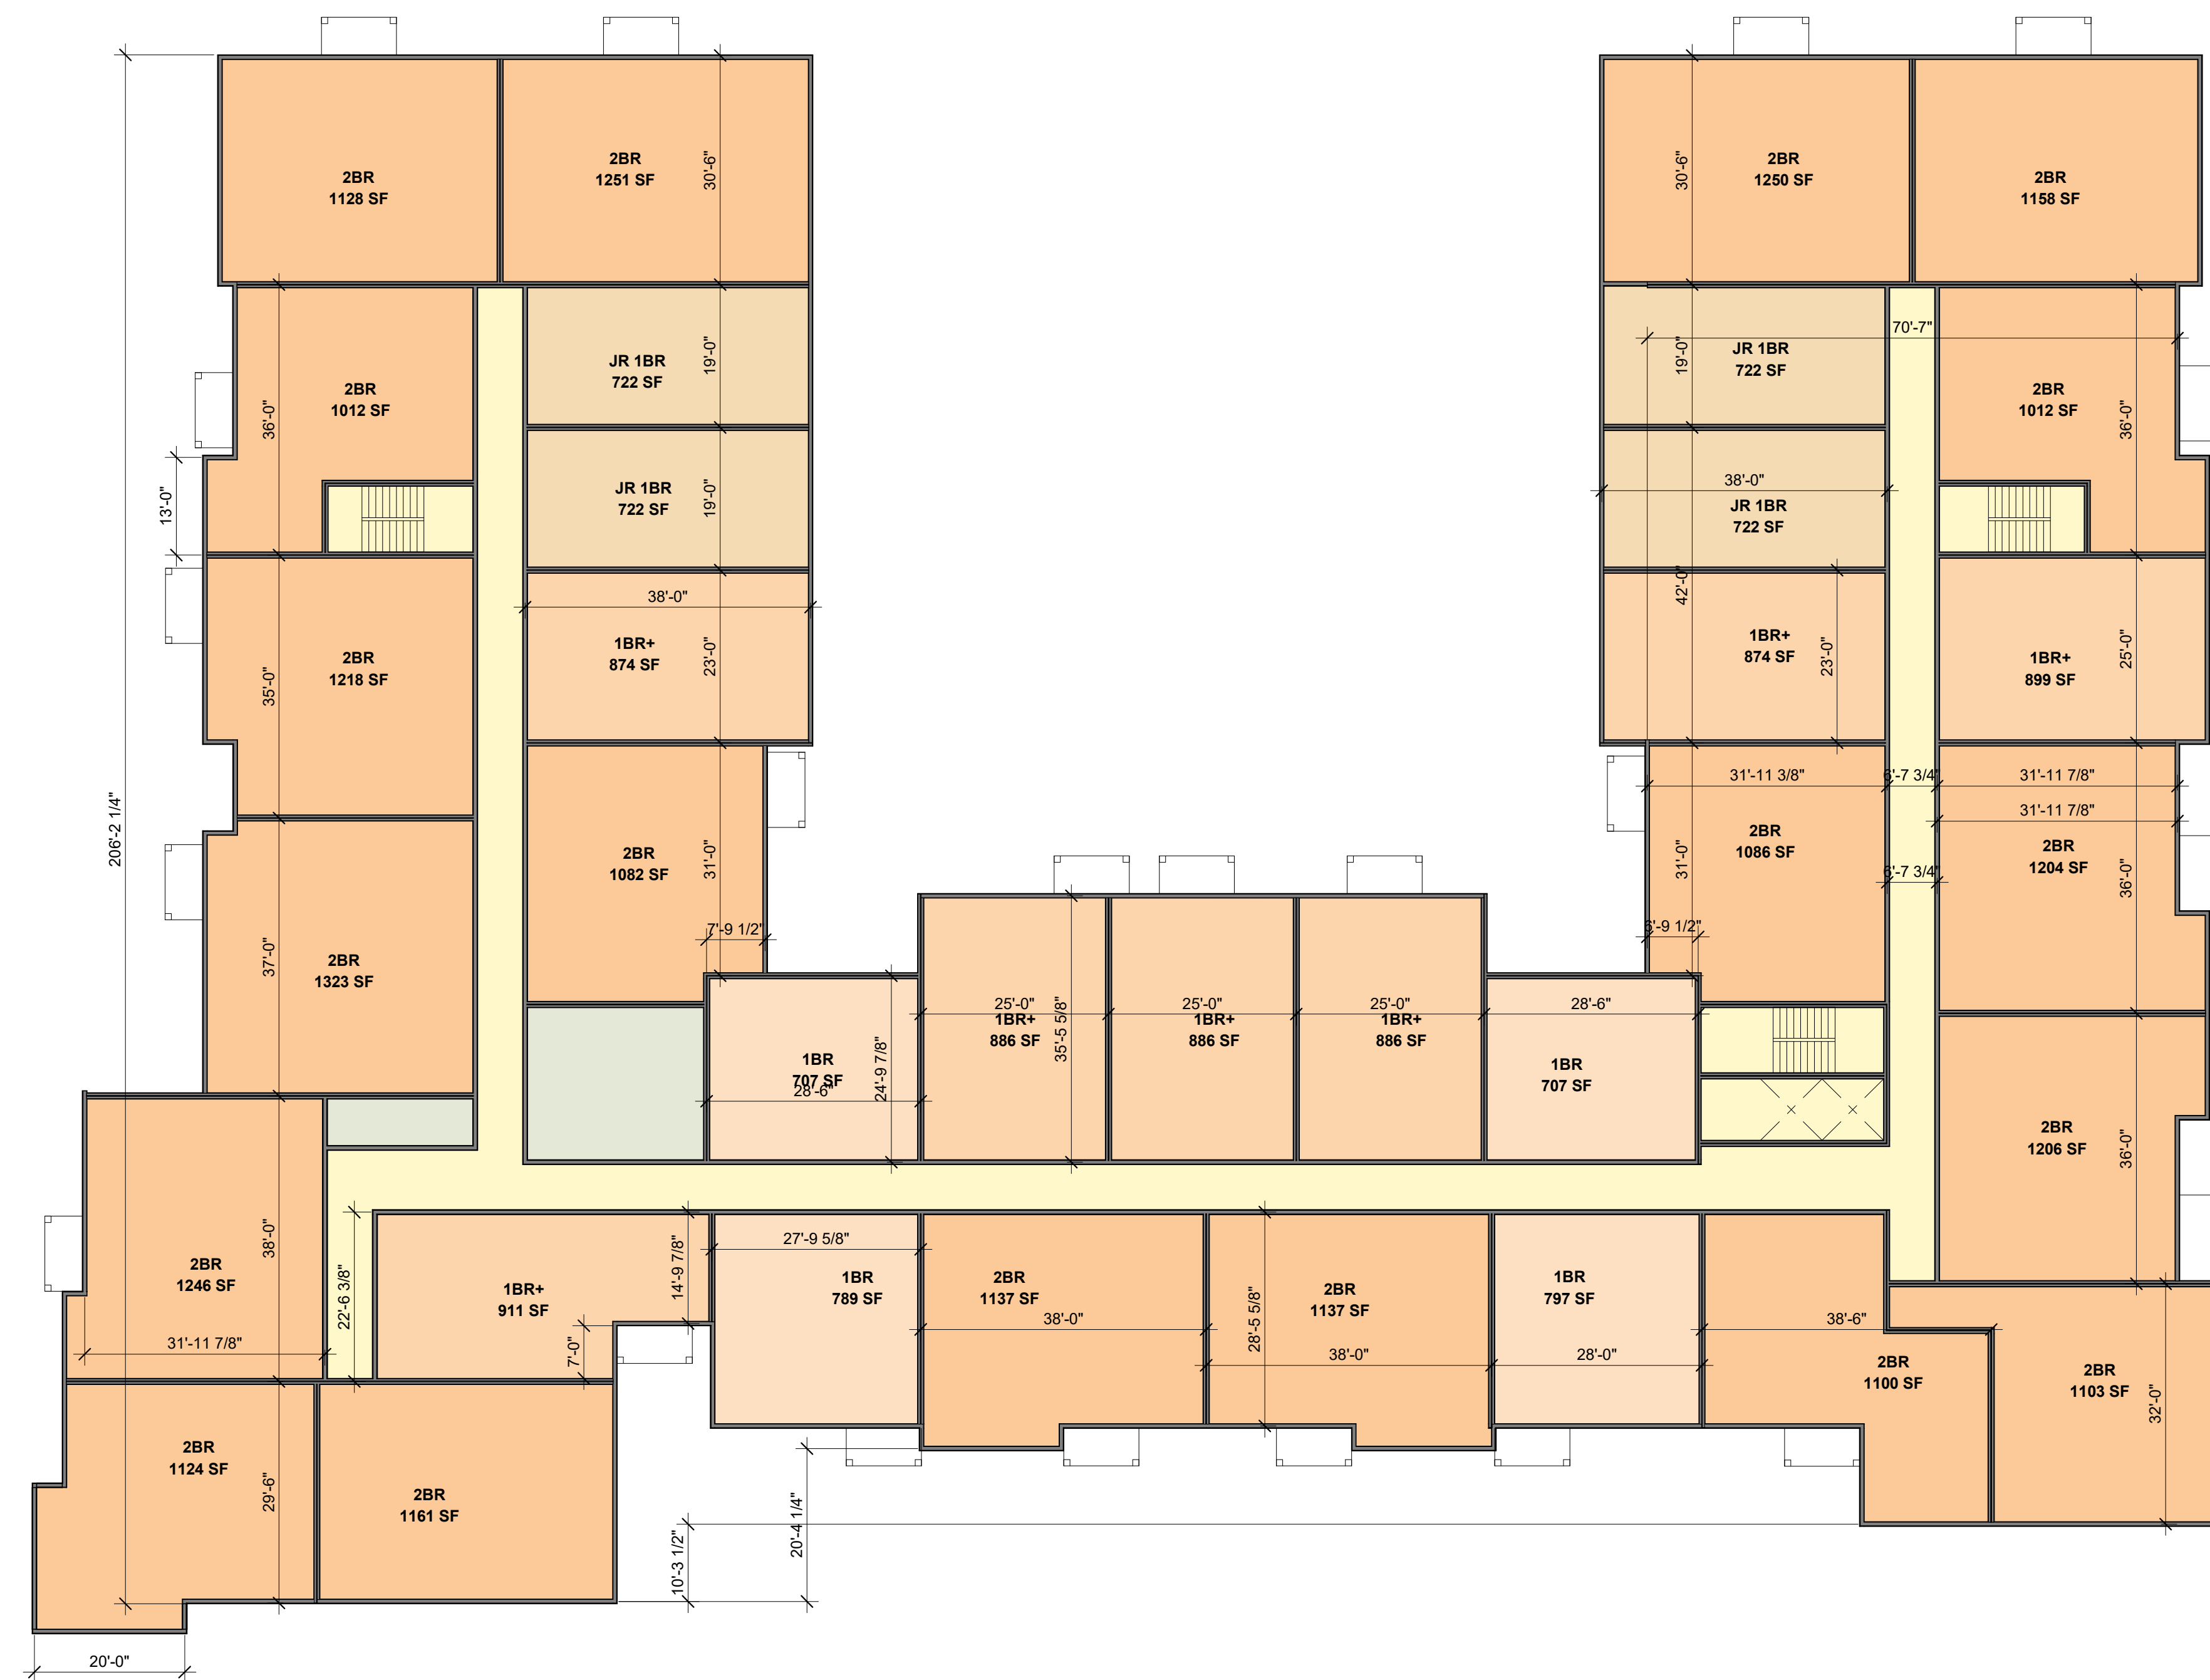 2BR
1128 SF
2BR
1251 SF
30'-6"
30'-6"
2BR
1250 SF
2BR
1158 SF
2BR
1012 SF
36'-0"
JR 1BR
722 SF
19'-0"
19'-0"
JR 1BR
722 SF
70'-7"
2BR
1012 SF
36'-0"
13'-0"
JR 1BR
722 SF
19'-0"
38'-0"
JR 1BR
722 SF
42'-0"
2BR
1218 SF
35'-0"
38'-0"
1BR+
874 SF
23'-0"
1BR+
874 SF
23'-0"
1BR+
899 SF
25'-0"
206'-2 1/4"
2BR
1323 SF
37'-0"
2BR
1082 SF
31'-0"
7'-9 1/2"
31'-11 3/8"
6'-7 3/4"
31'-11 7/8"
31'-11 7/8"
2BR
1086 SF
31'-0"
6'-7 3/4"
2BR
1204 SF
36'-0"
6'-9 1/2"
1BR
707 SF
28'-6"
24'-9 7/8"
25'-0"
1BR+
886 SF
35'-5 5/8"
25'-0"
1BR+
886 SF
25'-0"
1BR+
886 SF
28'-6"
1BR
707 SF
2BR
1206 SF
36'-0"
2BR
1246 SF
38'-0"
31'-11 7/8"
22'-6 3/8"
1BR+
911 SF
7'-0"
14'-9 7/8"
27'-9 5/8"
1BR
789 SF
2BR
1137 SF
38'-0"
28'-5 5/8"
2BR
1137 SF
38'-0"
1BR
797 SF
28'-0"
38'-6"
2BR
1100 SF
2BR
1103 SF
32'-0"
2BR
1124 SF
29'-6"
2BR
1161 SF
10'-3 1/2"
20'-4 1/4"
20'-0"